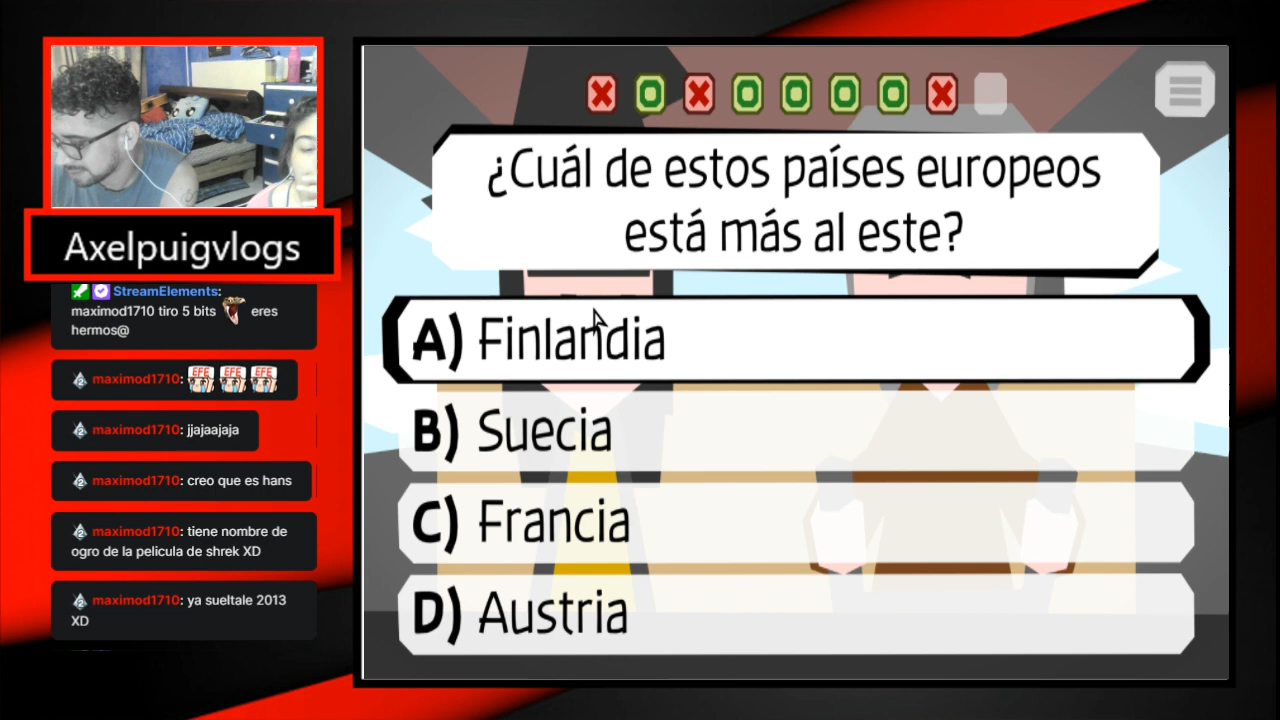 ¿Cuál de estos países europeos
está más al este?
A) Finlandia
B) Suecia
C) Francia
D) Austria
Axelpuigvlogs
StreamElements:
maximod1710 tiro 5 bits eres
hermos@
maximod1710: EFE EFE EFE
maximod1710: jjajaajaja
maximod1710: creo que es hans
maximod1710: tiene nombre de
ogro de la pelicula de shrek XD
maximod1710: ya sueltale 2013
XD